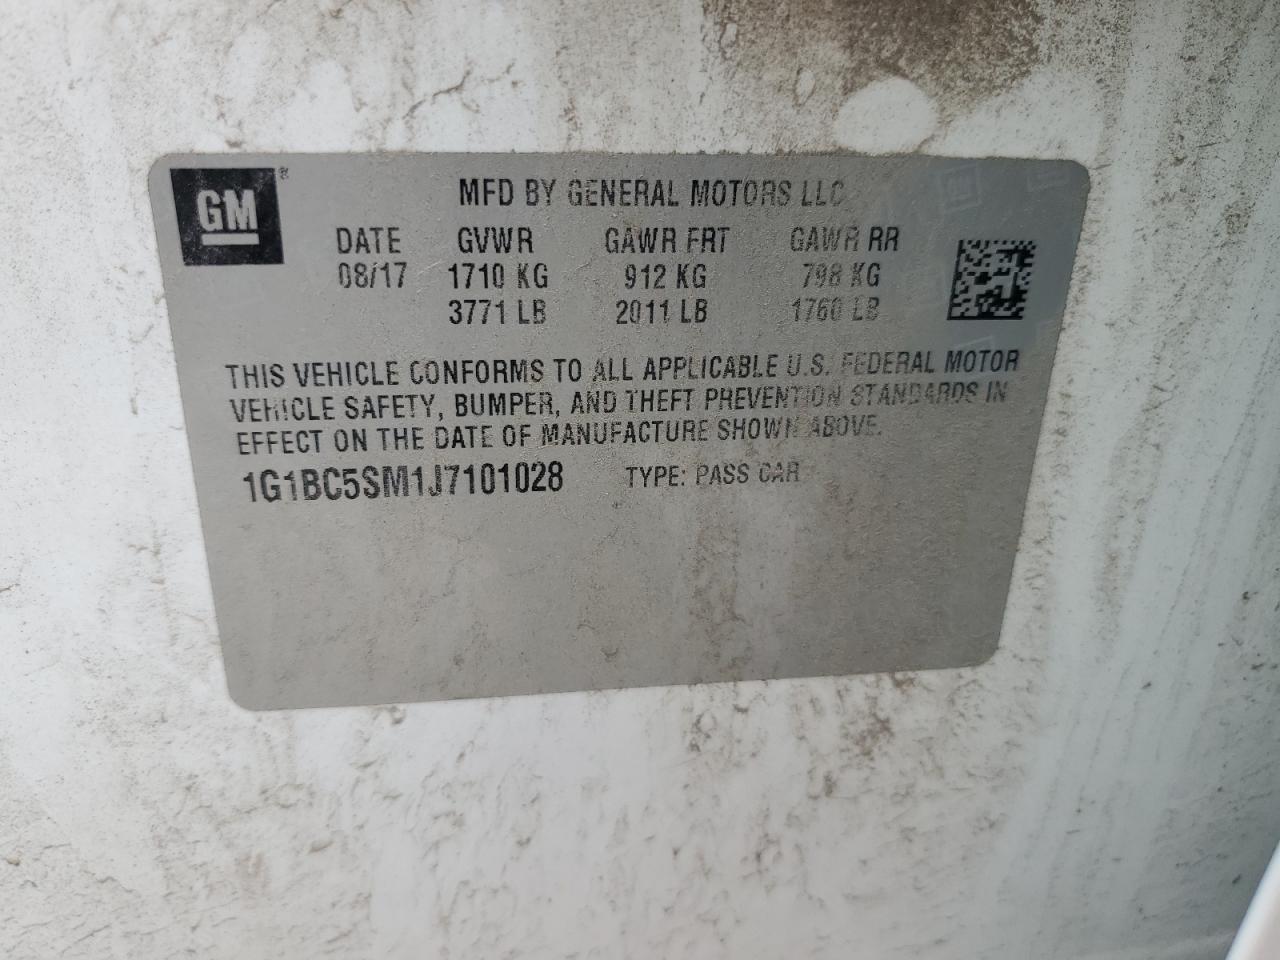 GM®
MFD BY GENERAL MOTORS LLC
DATE GVWR GAWR FRT GAWR RR
08/17 1710 KG 912 KG 798 KG
3771 LB 2011 LB 1760 LB
THIS VEHICLE CONFORMS TO ALL APPLICABLE U.S. FEDERAL MOTOR
VEHICLE SAFETY, BUMPER, AND THEFT PREVENTION STANDARDS IN
EFFECT ON THE DATE OF MANUFACTURE SHOWN ABOVE.
1G1BC5SM1J7101028 TYPE: PASS CAR